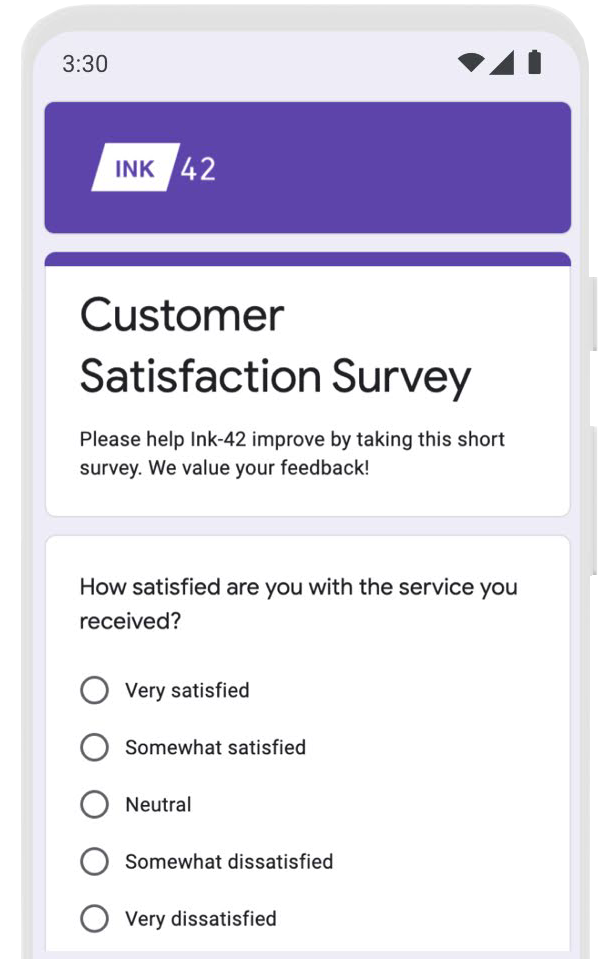 3:30
INK 42
Customer
Satisfaction Survey
Please help Ink-42 improve by taking this short
survey. We value your feedback!
How satisfied are you with the service you
received?
Very satisfied
Somewhat satisfied
Neutral
Somewhat dissatisfied
Very dissatisfied